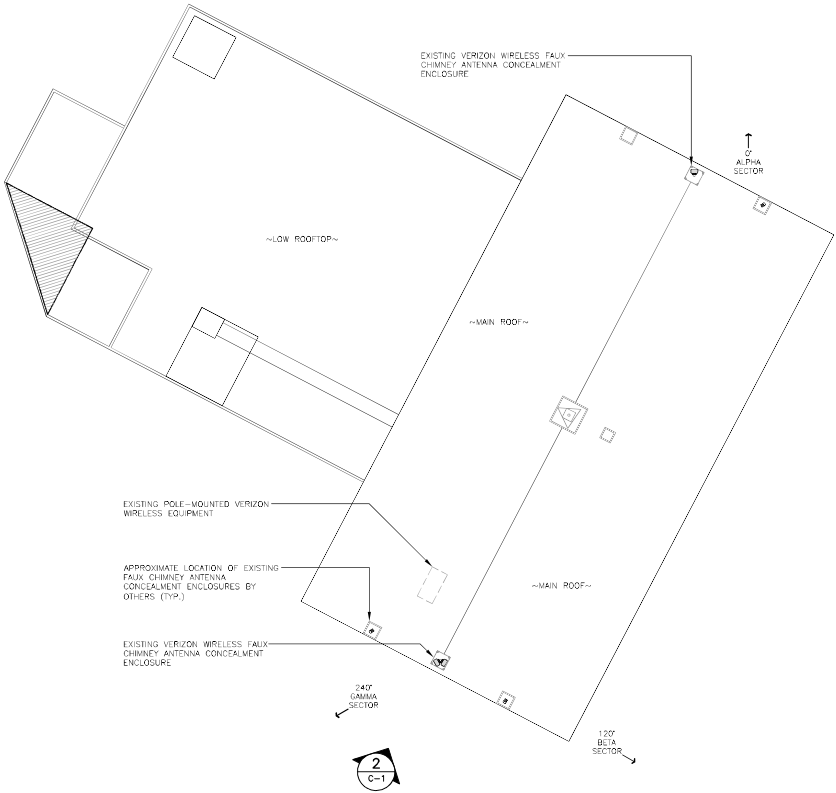 EXISTING VERIZON WIRELESS FAUX
CHIMNEY ANTENNA CONCEALMENT
ENCLOSURE
0°
ALPHA
SECTOR
~LOW ROOFTOP~
~MAIN ROOF~
EXISTING POLE-MOUNTED VERIZON
WIRELESS EQUIPMENT
APPROXIMATE LOCATION OF EXISTING
FAUX CHIMNEY ANTENNA
CONCEALMENT ENCLOSURES BY
OTHERS (TYP.)
~MAIN ROOF~
EXISTING VERIZON WIRELESS FAUX
CHIMNEY ANTENNA CONCEALMENT
ENCLOSURE
240°
GAMMA
SECTOR
120°
BETA
SECTOR
2
C-1